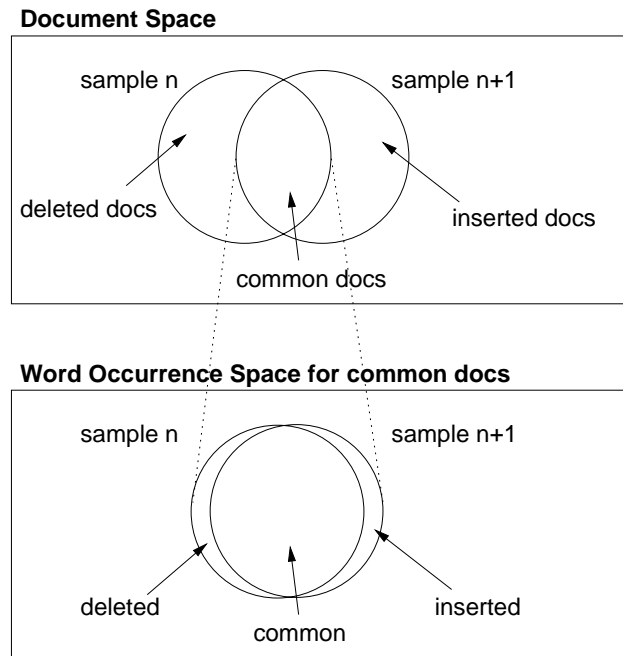 Document Space
sample n
sample n+1
deleted docs
inserted docs
common docs
Word Occurrence Space for common docs
sample n
sample n+1
deleted
inserted
common